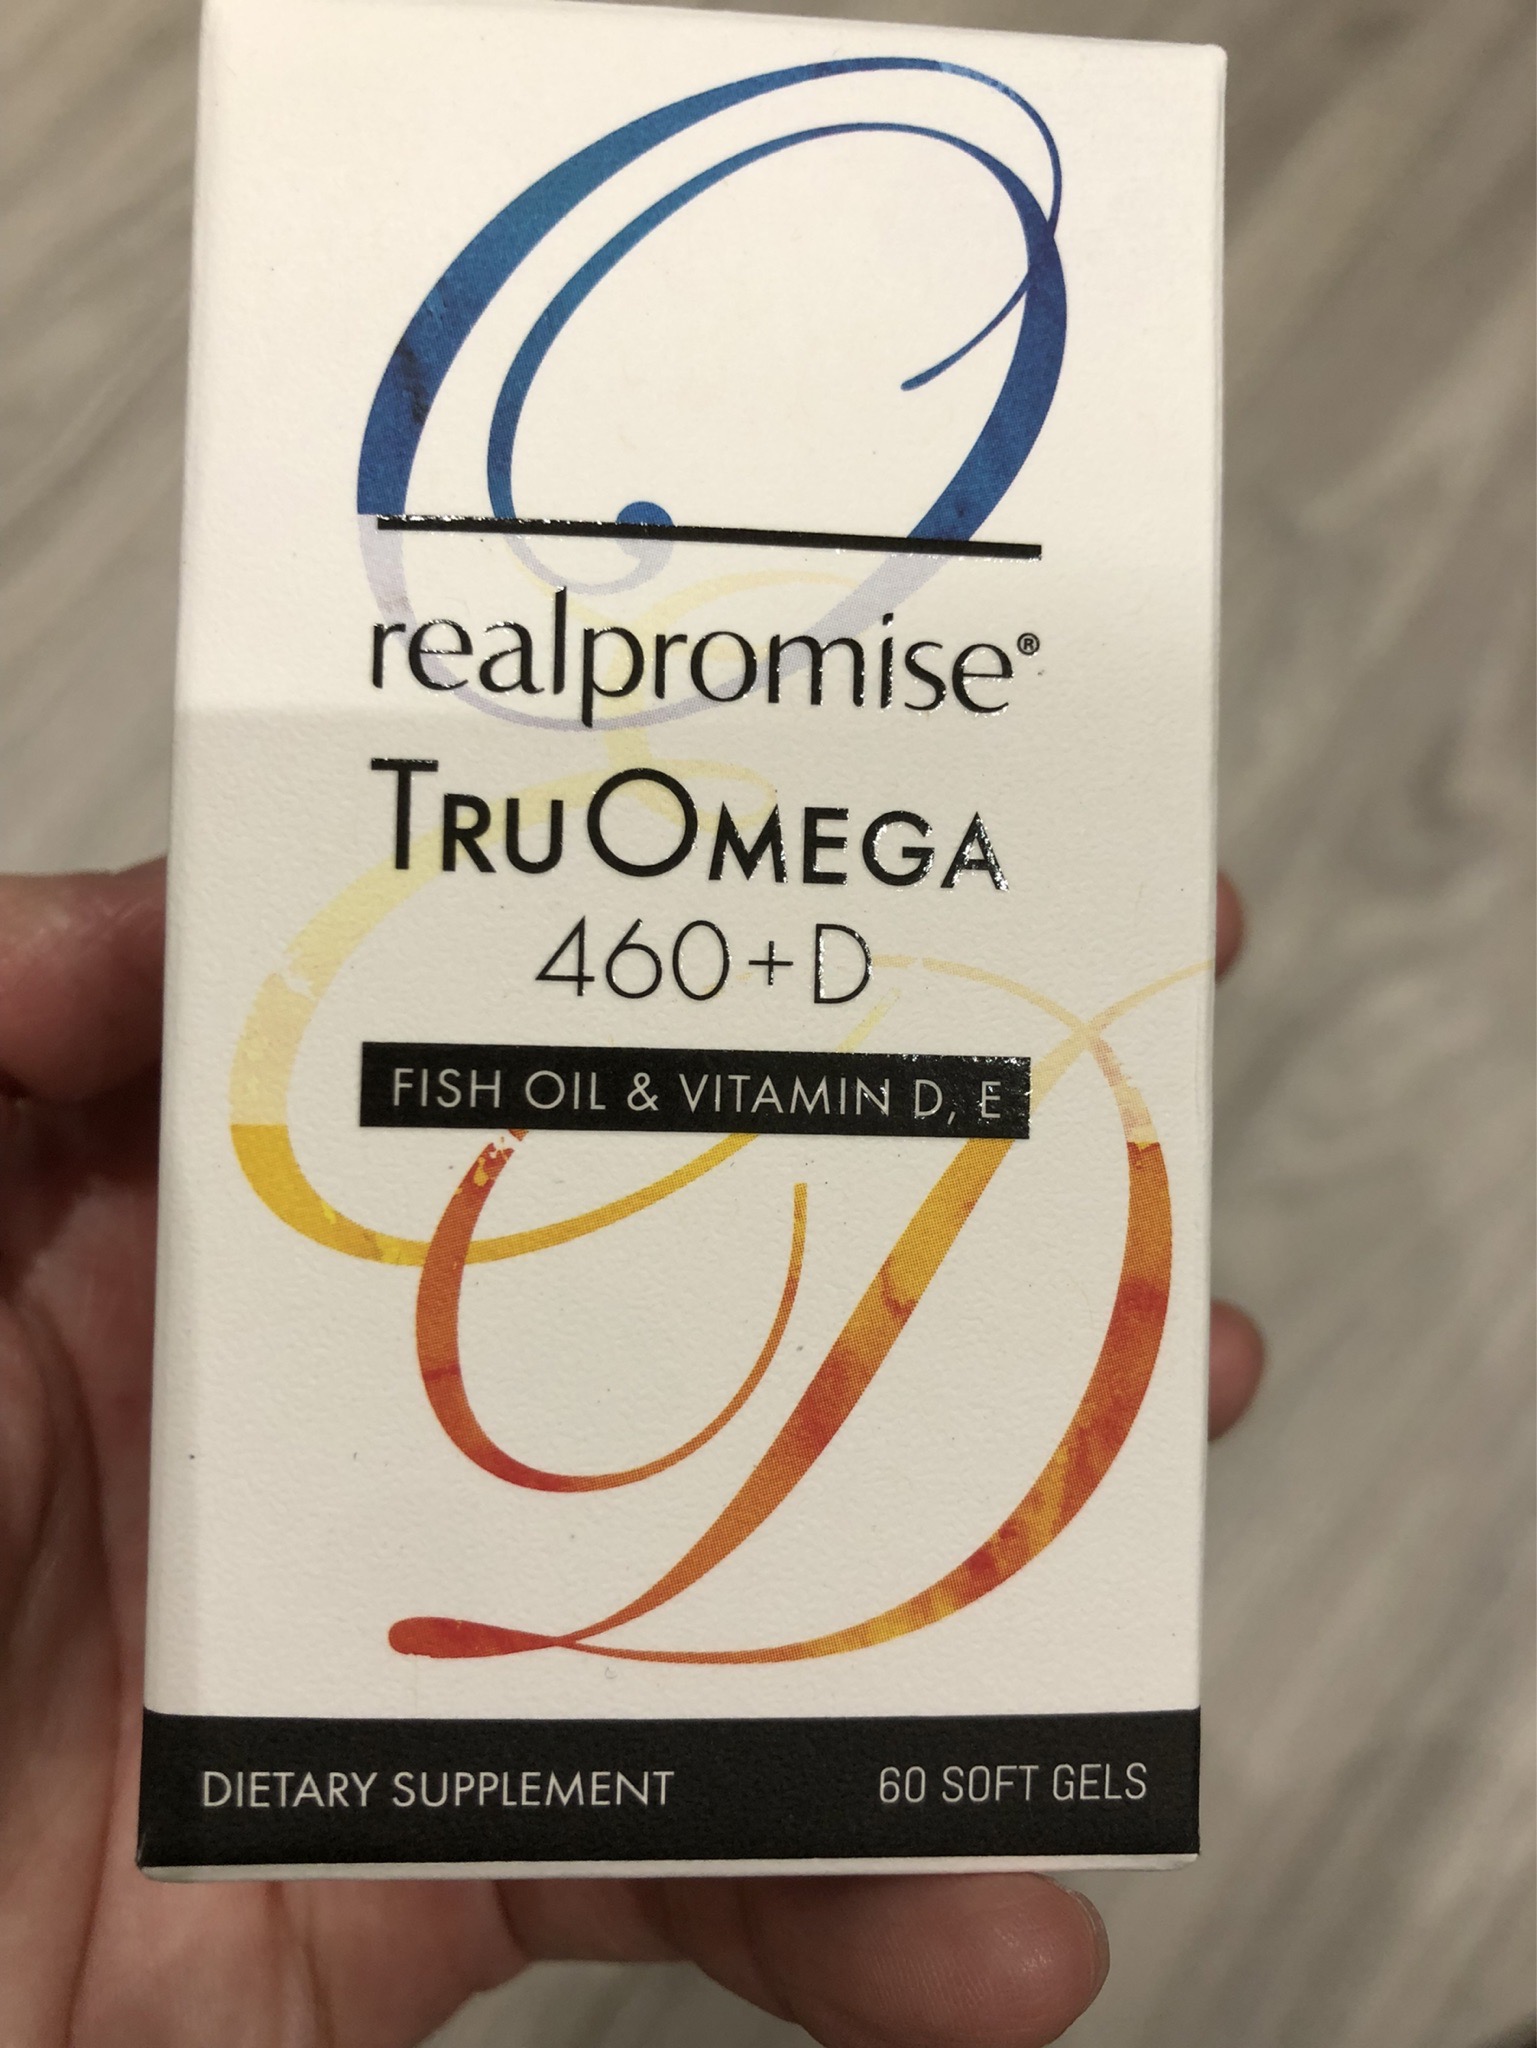 realpromise®
TRUOMEGA
460+D
FISH OIL & VITAMIN D, E
DIETARY SUPPLEMENT
60 SOFT GELS